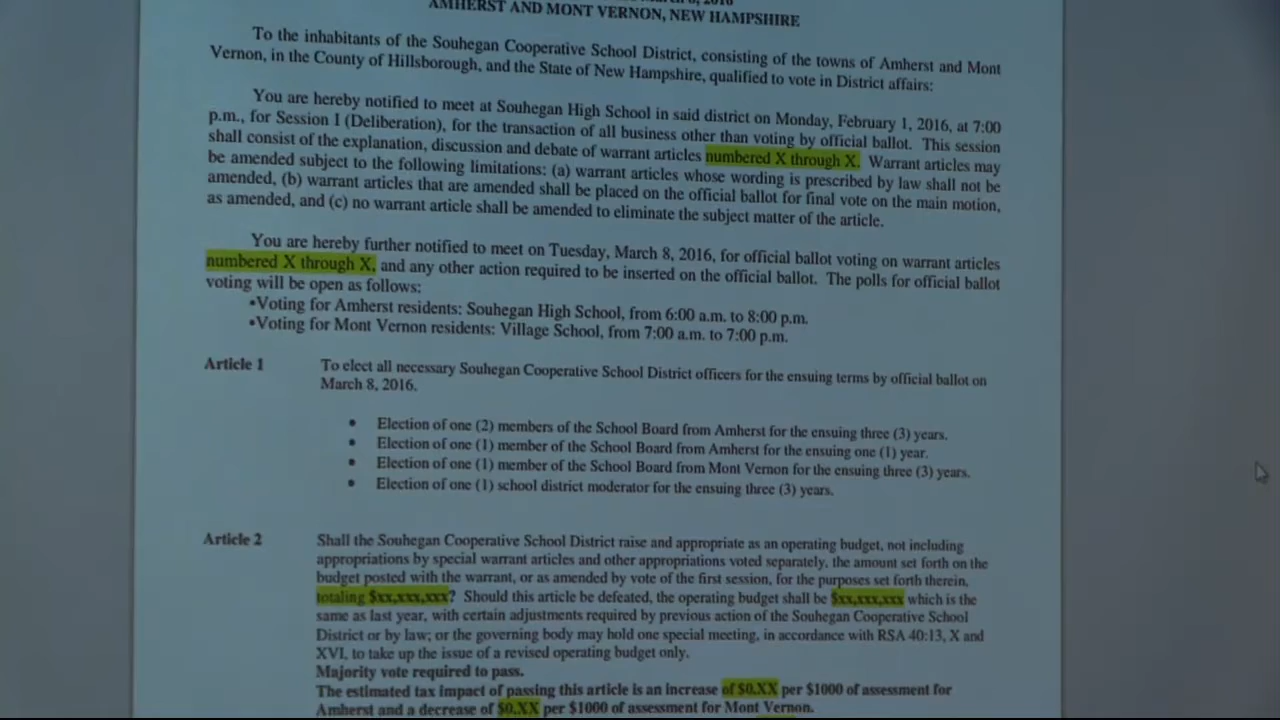 2016
AMHERST AND MONT VERNON, NEW HAMPSHIRE
To the inhabitants of the Souhegan Cooperative School District, consisting of the towns of Amherst and Mont
Vernon, in the County of Hillsborough, and the State of New Hampshire, qualified to vote in District affairs:
You are hereby notified to meet at Souhegan High School in said district on Monday, February 1, 2016, at 7:00
p.m., for Session I (Deliberation), for the transaction of all business other than voting by official ballot. This session
shall consist of the explanation, discussion and debate of warrant articles numbered X through X. Warrant articles may
be amended subject to the following limitations: (a) warrant articles whose wording is prescribed by law shall not be
amended, (b) warrant articles that are amended shall be placed on the official ballot for final vote on the main motion,
as amended, and (c) no warrant article shall be amended to eliminate the subject matter of the article.
You are hereby further notified to meet on Tuesday, March 8, 2016, for official ballot voting on warrant articles
numbered X through X, and any other action required to be inserted on the official ballot. The polls for official ballot
voting will be open as follows:
•Voting for Amherst residents: Souhegan High School, from 6:00 a.m. to 8:00 p.m.
•Voting for Mont Vernon residents: Village School, from 7:00 a.m. to 7:00 p.m.
Article 1 To elect all necessary Souhegan Cooperative School District officers for the ensuing terms by official ballot on
March 8, 2016.
• Election of one (2) members of the School Board from Amherst for the ensuing three (3) years.
• Election of one (1) member of the School Board from Amherst for the ensuing one (1) year.
• Election of one (1) member of the School Board from Mont Vernon for the ensuing three (3) years.
• Election of one (1) school district moderator for the ensuing three (3) years.
Article 2 Shall the Souhegan Cooperative School District raise and appropriate as an operating budget, not including
appropriations by special warrant articles and other appropriations voted separately, the amount set forth on the
budget posted with the warrant, or as amended by vote of the first session, for the purposes set forth therein,
totaling $xx,xxx,xxx? Should this article be defeated, the operating budget shall be $xx,xxx,xxx which is the
same as last year, with certain adjustments required by previous action of the Souhegan Cooperative School
District or by law; or the governing body may hold one special meeting, in accordance with RSA 40:13, X and
XVI, to take up the issue of a revised operating budget only.
Majority vote required to pass.
The estimated tax impact of passing this article is an increase of $0.XX per $1000 of assessment for
Amherst and a decrease of $0.XX per $1000 of assessment for Mont Vernon.